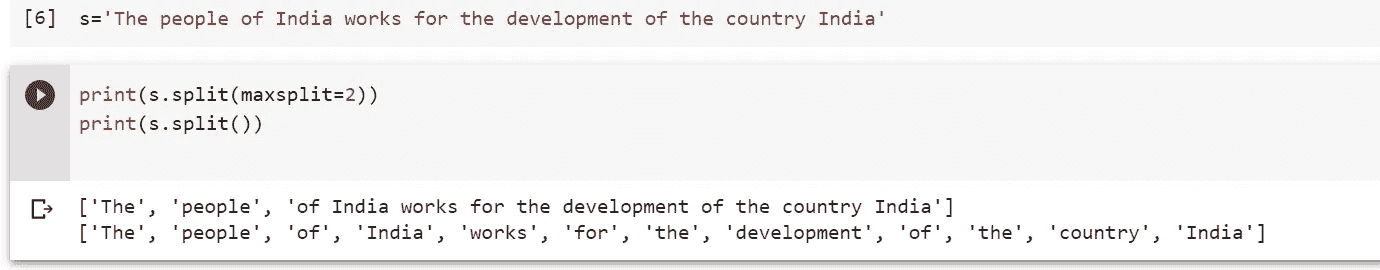 [6] s='The people of India works for the development of the country India'
print(s.split(maxsplit=2))
print(s.split())
['The', 'people', 'of India works for the development of the country India']
['The', 'people', 'of', 'India', 'works', 'for', 'the', 'development', 'of', 'the', 'country', 'India']